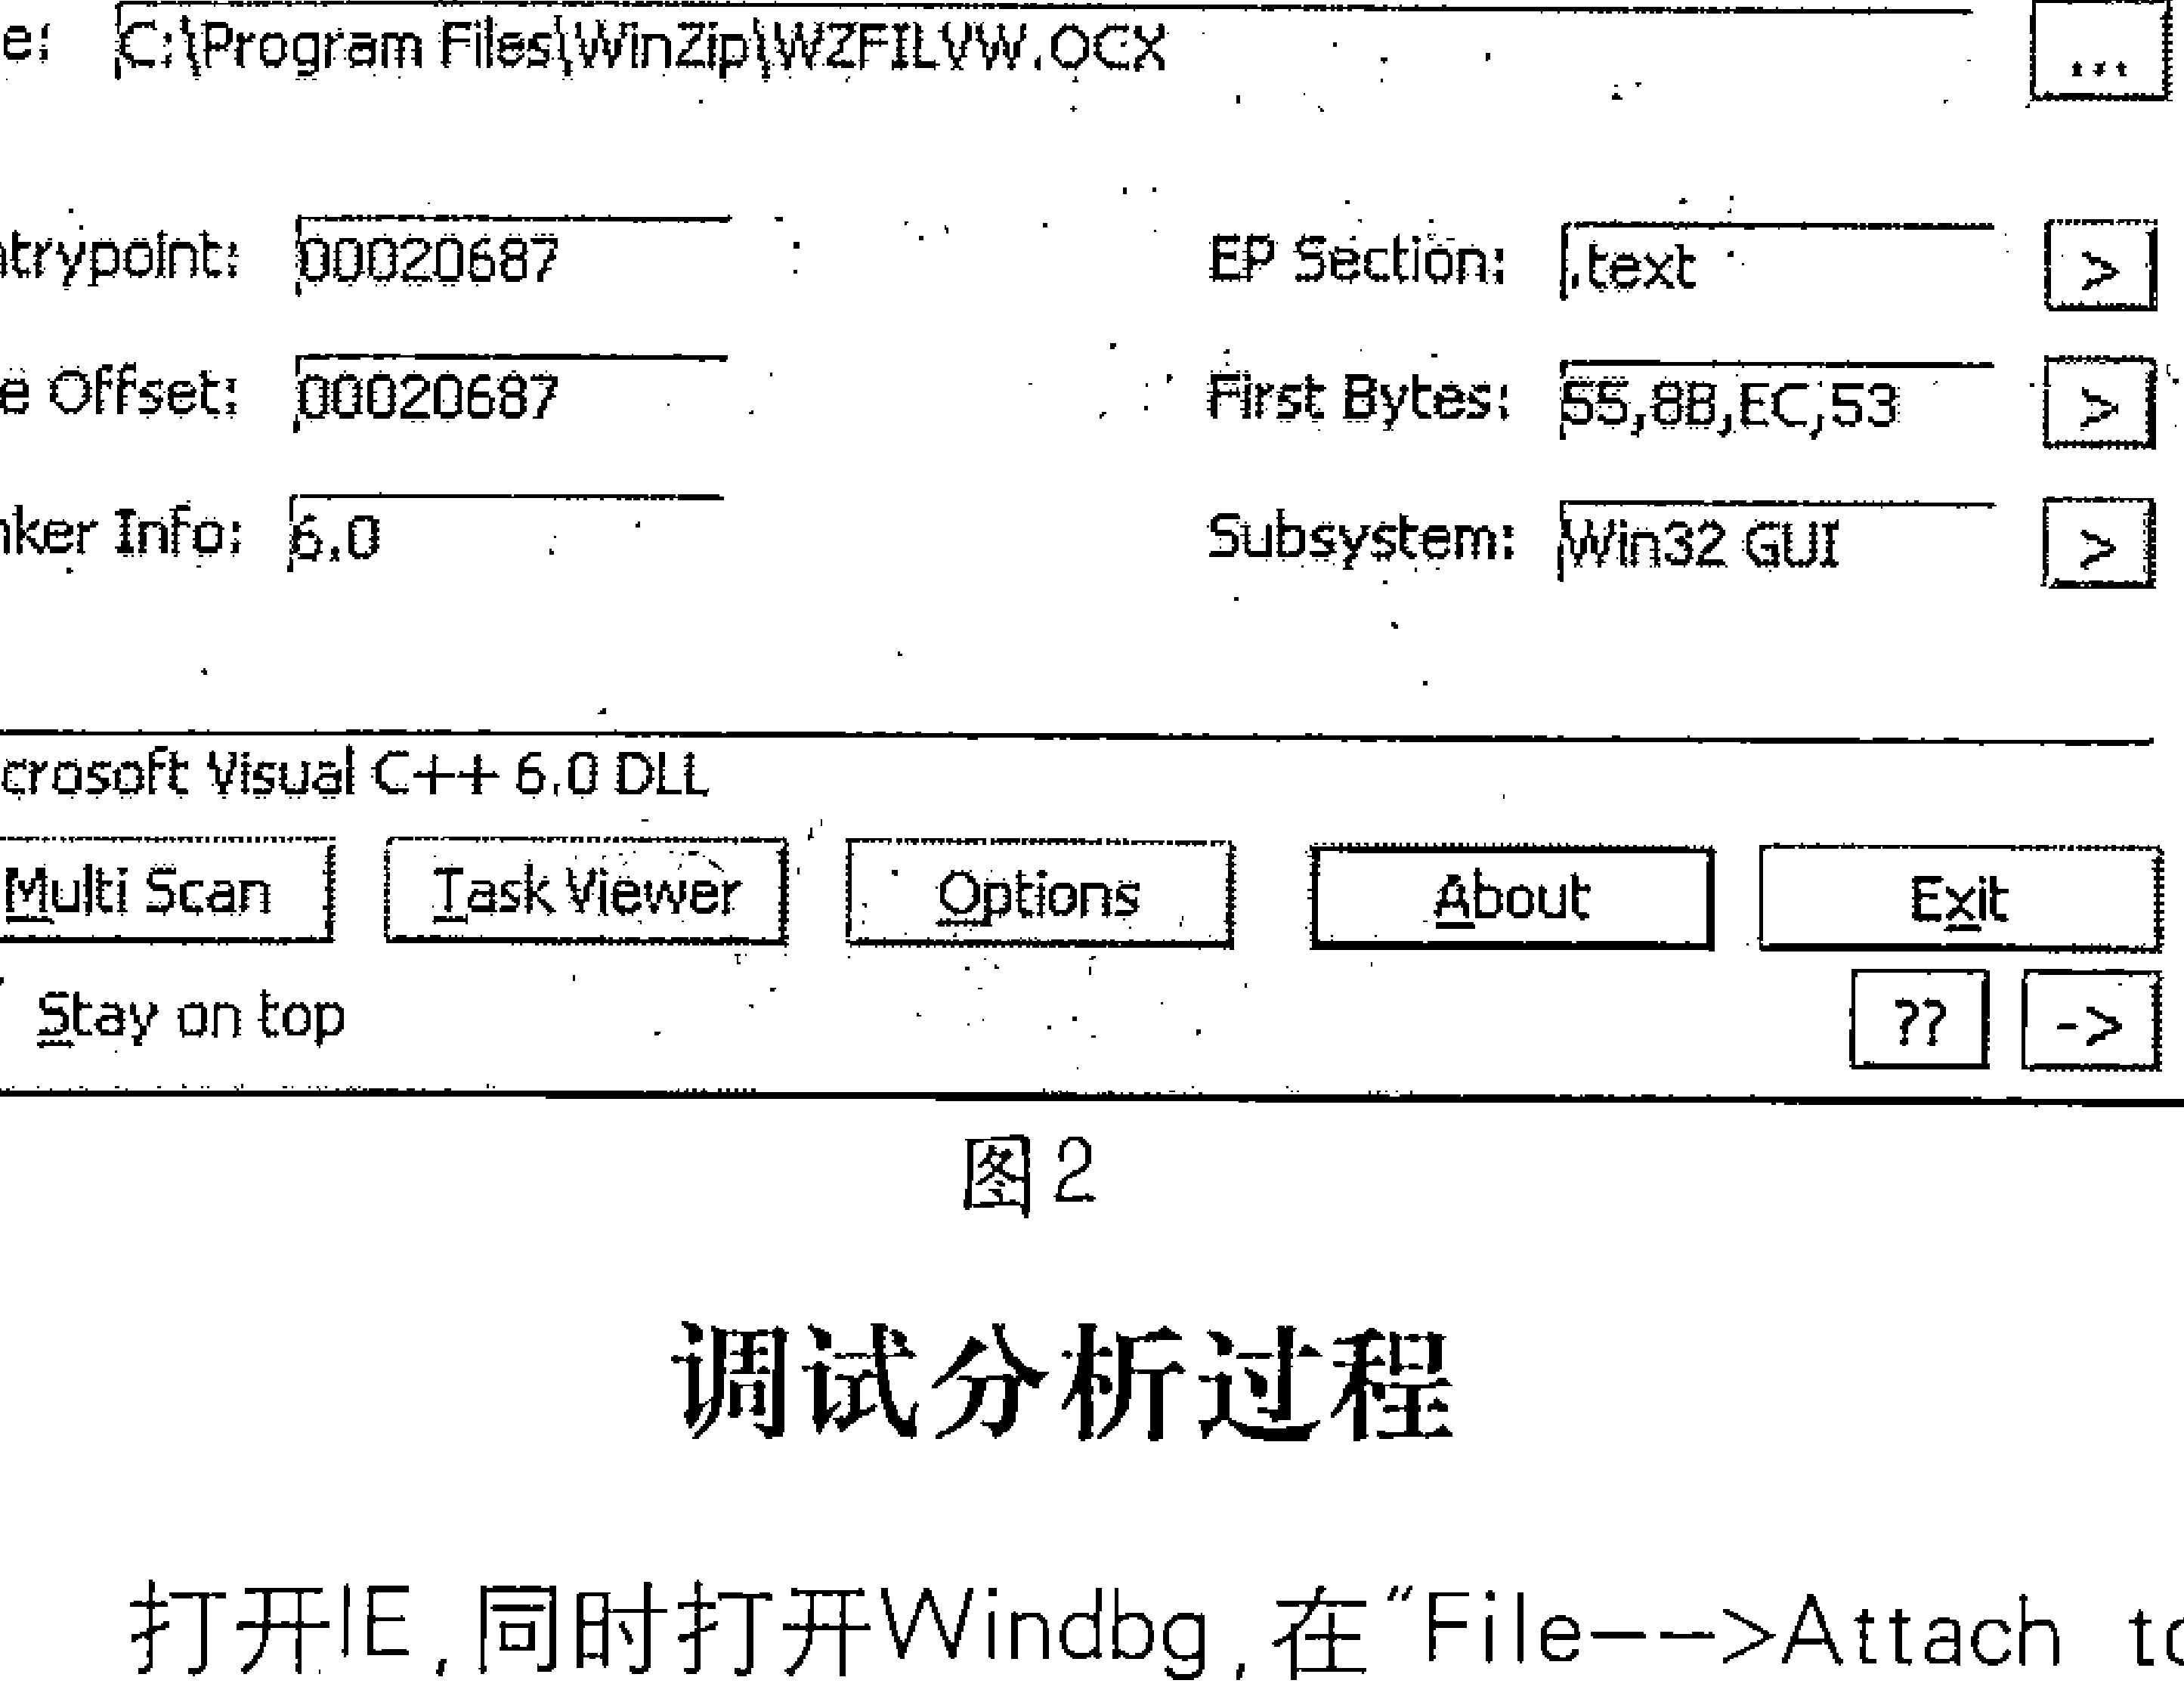 e: C:\Program Files\WinZip\WZFILVW.OCX ...
ntrypoint: 00020687 EP Section: .text >
e Offset: 00020687 First Bytes: 55,8B,EC,53 >
nker Info: 6.0 Subsystem: Win32 GUI >
crosoft Visual C++ 6.0 DLL
Multi Scan Task Viewer Options About Exit
Stay on top ?? ->
图2
调试分析过程
打开IE,同时打开Windbg,在"File-->Attach to